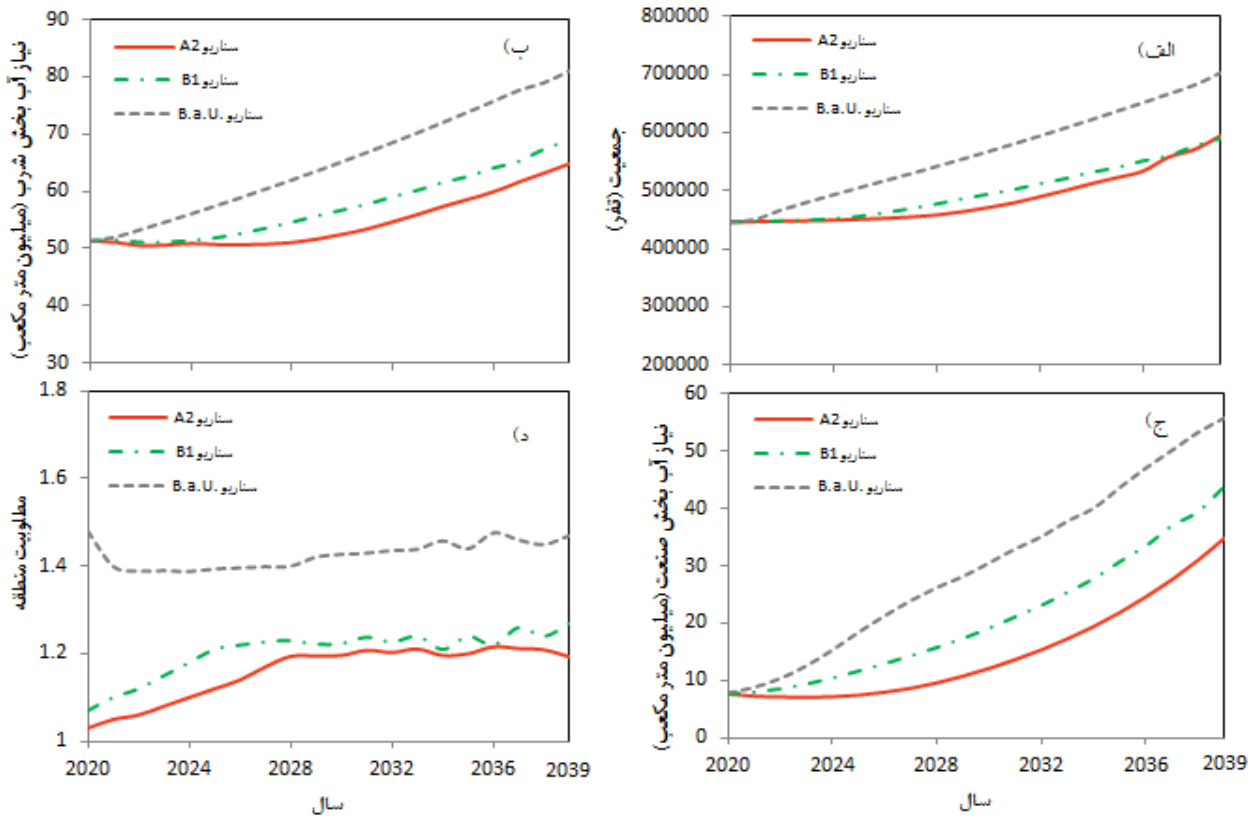 الف)
سناریو A2
سناریو B1
سناریو B.a.U.
جمعیت (نفر)
800000
700000
600000
500000
400000
300000
200000
ب)
سناریو A2
سناریو B1
سناریو B.a.U.
نیاز آب بخش شرب (میلیون متر مکعب)
90
80
70
60
50
40
30
ج)
سناریو A2
سناریو B1
سناریو B.a.U.
نیاز آب بخش صنعت (میلیون متر مکعب)
60
50
40
30
20
10
0
2020 2024 2028 2032 2036 2039
سال
د)
سناریو A2
سناریو B1
سناریو B.a.U.
مطلوبیت منطقه
1.8
1.6
1.4
1.2
1
2020 2024 2028 2032 2036 2039
سال